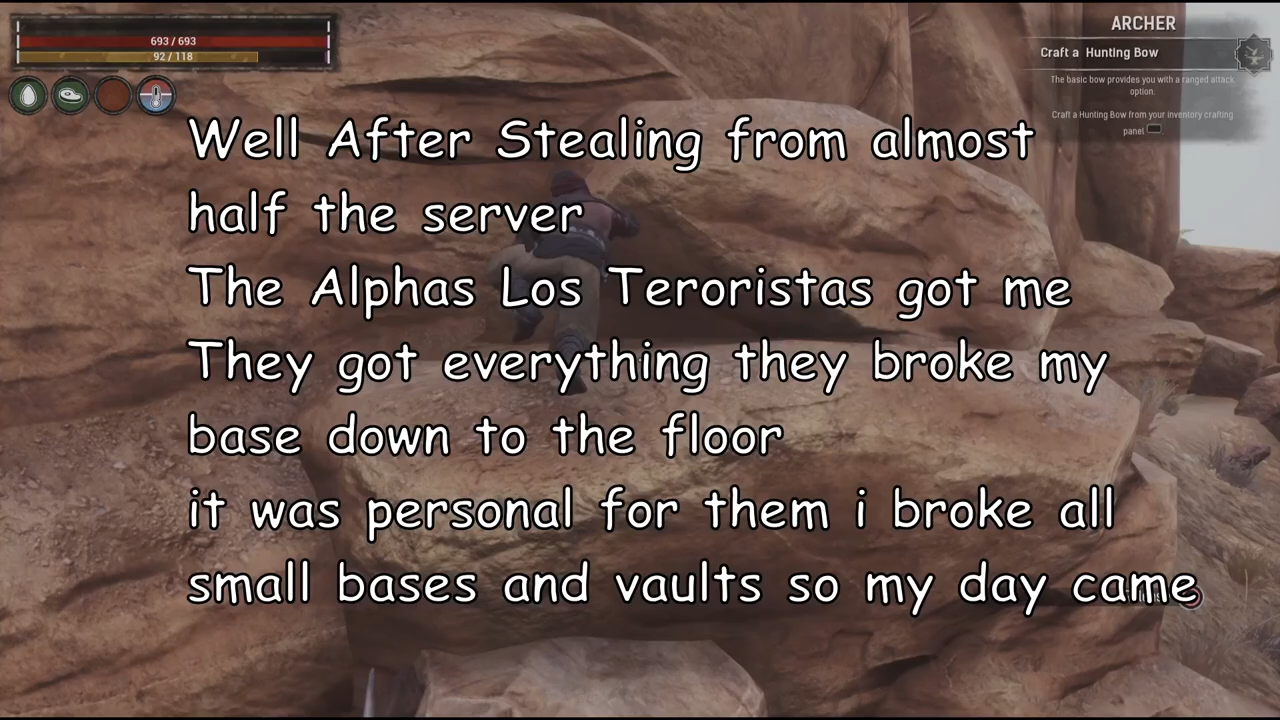 693 / 693
92 / 118
ARCHER
Craft a Hunting Bow
The basic bow provides you with a ranged attack
option.
Craft a Hunting Bow from your inventory crafting
panel
Well After Stealing from almost
half the server
The Alphas Los Teroristas got me
They got everything they broke my
base down to the floor
it was personal for them i broke all
small bases and vaults so my day came